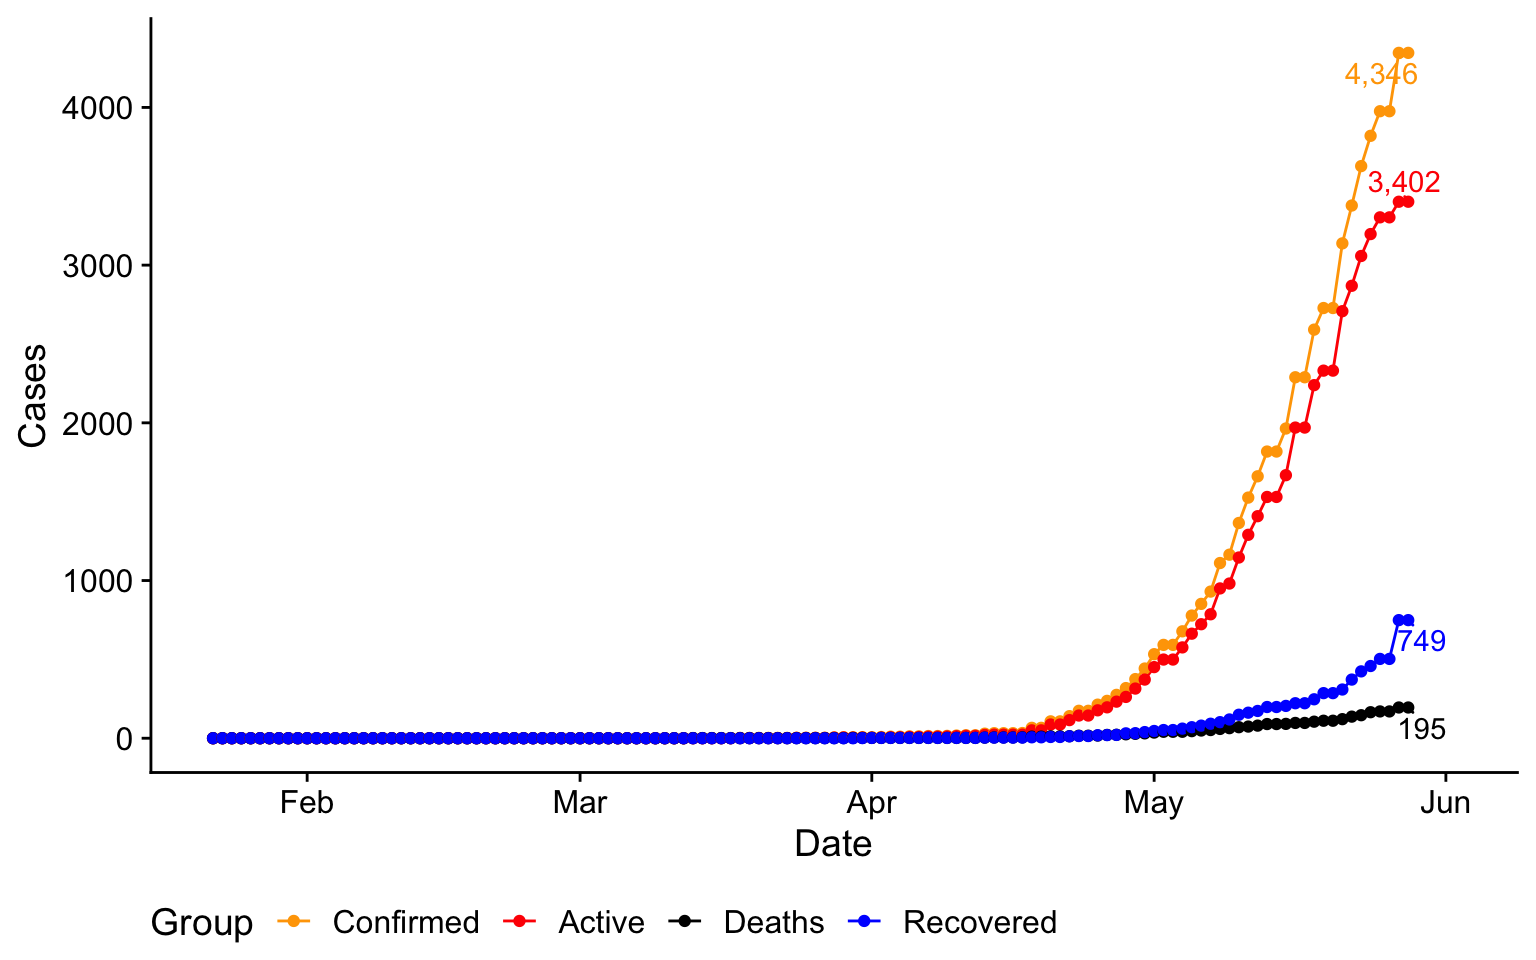 4,346
4000
3,402
3000
Cases
2000
1000
749
195
0
Feb Mar Apr May Jun
Date
Group Confirmed Active Deaths Recovered